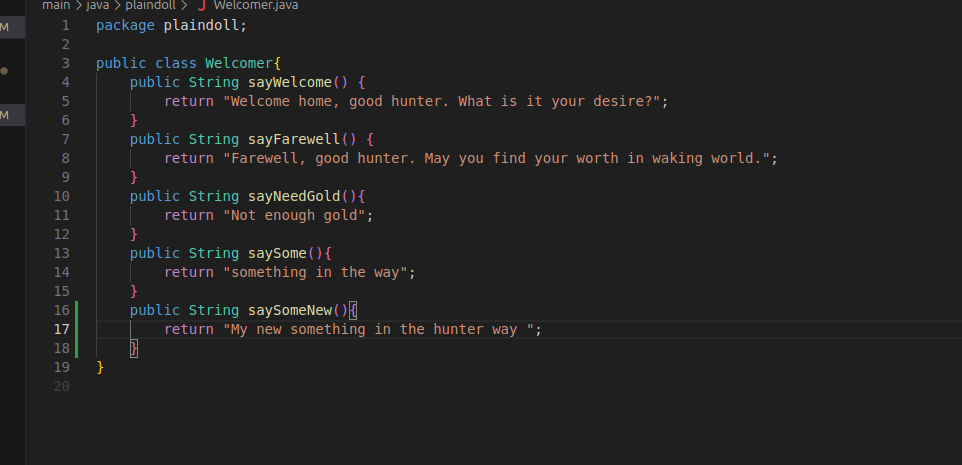 main > java > plaindoll > J Welcomer.java
M
M
1 package plaindoll;
2
3 public class Welcomer{
4     public String sayWelcome() {
5         return "Welcome home, good hunter. What is it your desire?";
6     }
7     public String sayFarewell() {
8         return "Farewell, good hunter. May you find your worth in waking world.";
9     }
10     public String sayNeedGold(){
11         return "Not enough gold";
12     }
13     public String saySome(){
14         return "something in the way";
15     }
16     public String saySomeNew(){
17         return "My new something in the hunter way ";
18     }
19 }
20